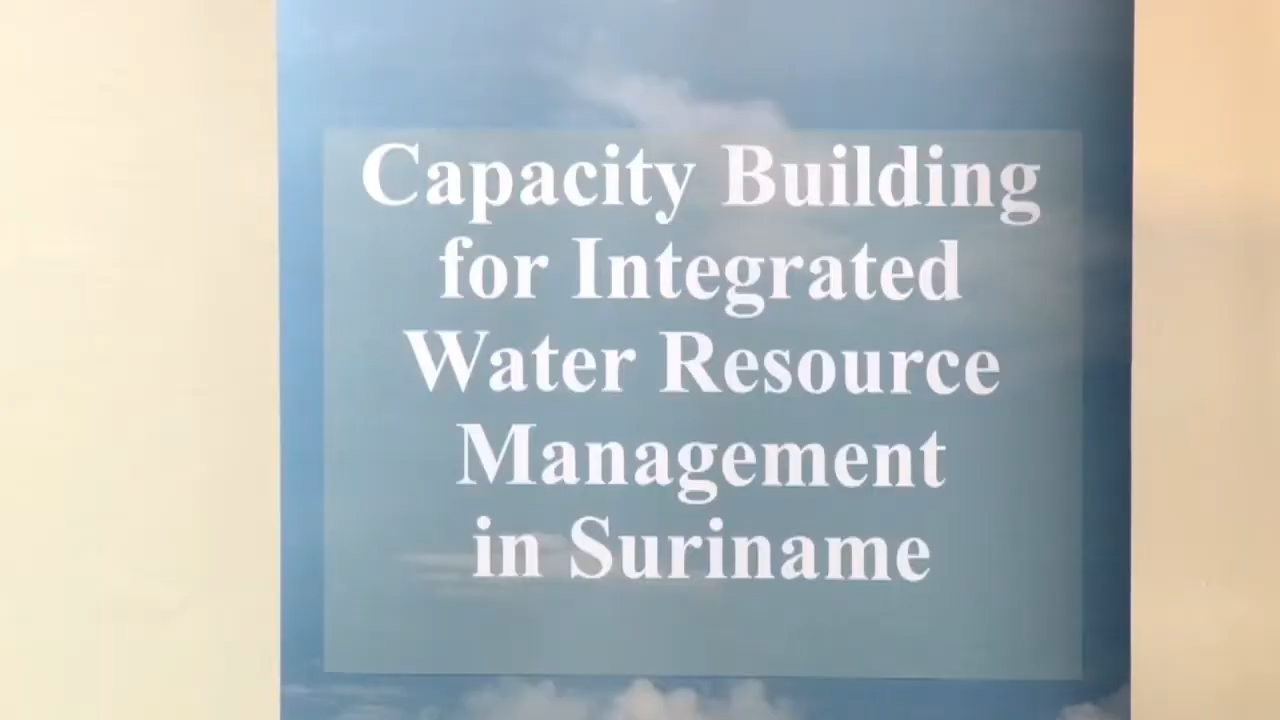 Capacity Building
for Integrated
Water Resource
Management
in Suriname